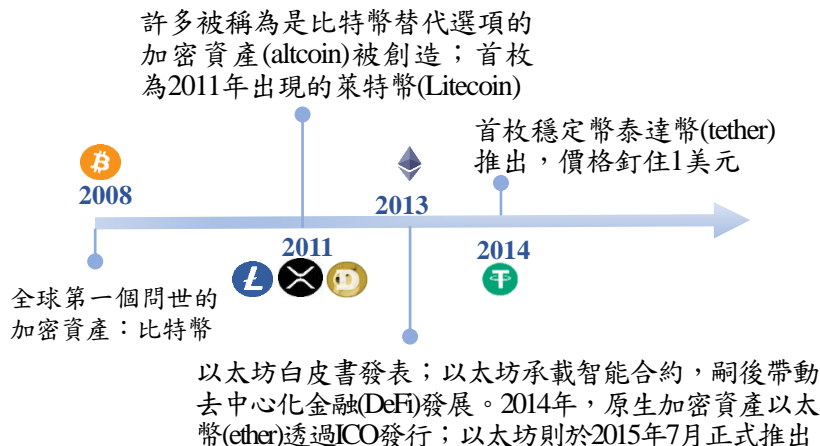 許多被稱為是比特幣替代選項的
加密資產(altcoin)被創造；首枚
為2011年出現的萊特幣(Litecoin)
首枚穩定幣泰達幣(tether)
推出，價格釘住1美元
2008
2013
2011
2014
全球第一個問世的
加密資產：比特幣
以太坊白皮書發表；以太坊承載智能合約，嗣後帶動
去中心化金融(DeFi)發展。2014年，原生加密資產以太
幣(ether)透過ICO發行；以太坊則於2015年7月正式推出